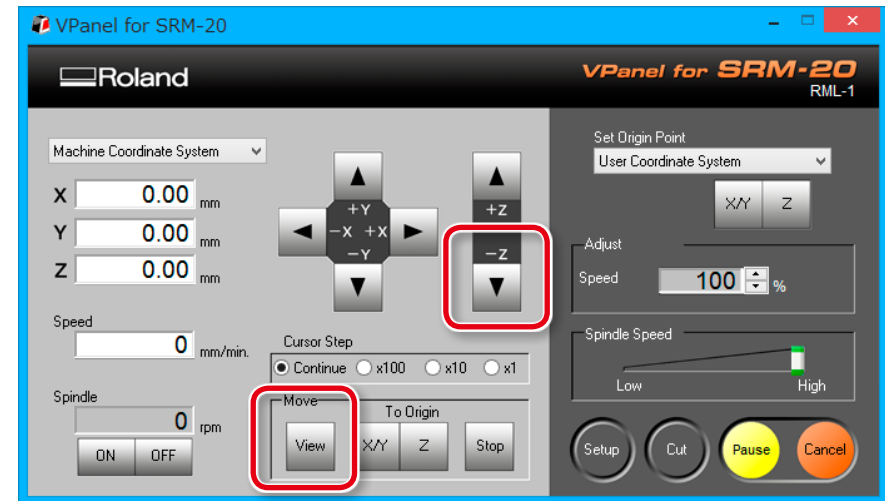 VPanel for SRM-20
Roland
VPanel for SRM-20
RML-1
Machine Coordinate System
X 0.00 mm
Y 0.00 mm
Z 0.00 mm
Speed
0 mm/min.
Spindle
0 rpm
ON OFF
+Y
-X +X
-Y
+Z
-Z
Cursor Step
Continue x100 x10 x1
Move
To Origin
View X/Y Z Stop
Set Origin Point
User Coordinate System
X/Y Z
Adjust
Speed 100 %
Spindle Speed
Low High
Setup Cut Pause Cancel